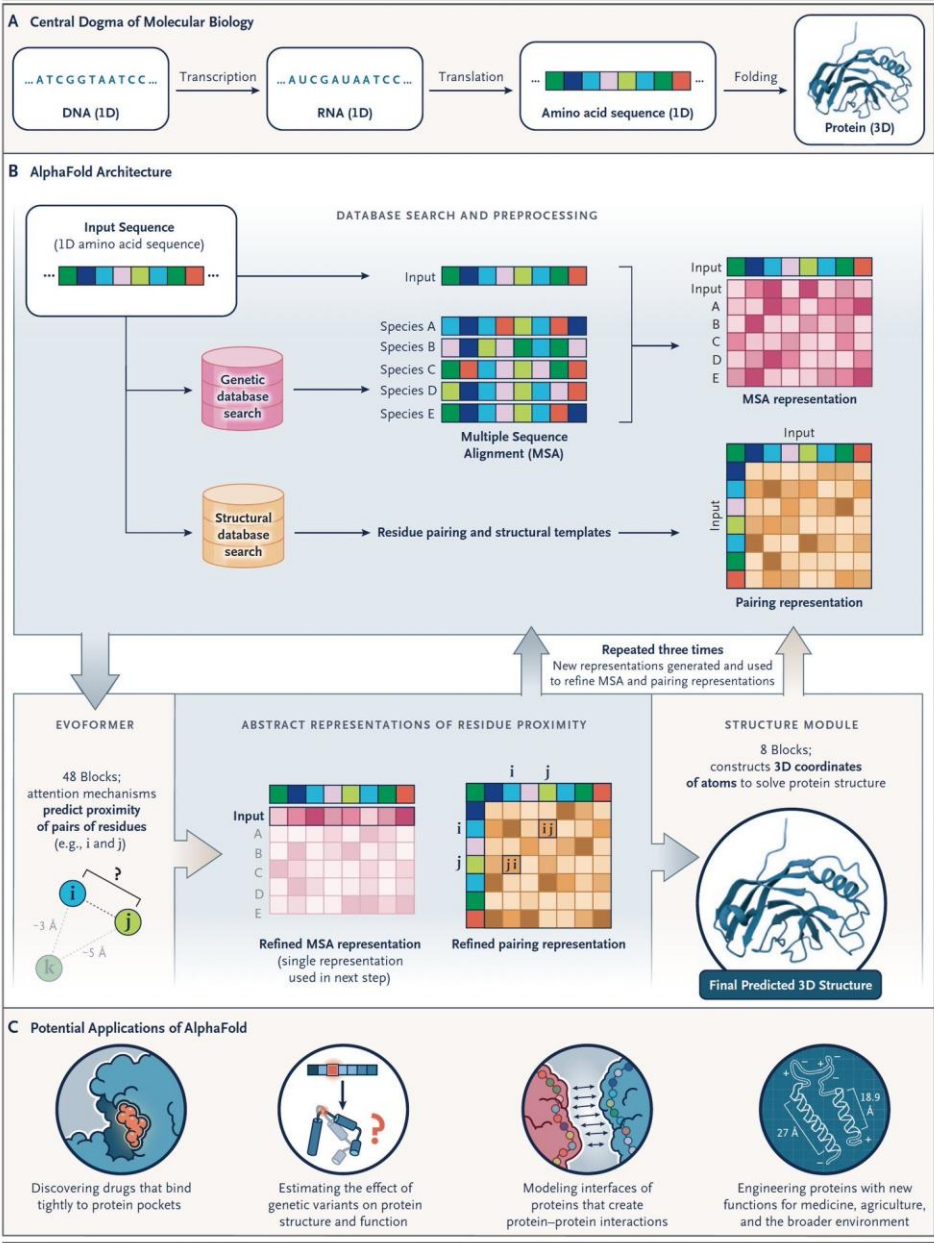 A Central Dogma of Molecular Biology
...ATCGGTAATCC...
DNA (1D)
Transcription
...AUCGAUAATCC...
RNA (1D)
Translation
... ...
Amino acid sequence (1D)
Folding
Protein (3D)
B AlphaFold Architecture
DATABASE SEARCH AND PREPROCESSING
Input Sequence
(1D amino acid sequence)
... ...
Input
Species A
Species B
Species C
Species D
Species E
Multiple Sequence
Alignment (MSA)
Genetic
database
search
Input
Input
A
B
C
D
E
MSA representation
Structural
database
search
Residue pairing and structural templates
Input
Input
Pairing representation
Repeated three times
New representations generated and used
to refine MSA and pairing representations
EVOFORMER
48 Blocks;
attention mechanisms
predict proximity
of pairs of residues
(e.g., i and j)
?
i
j
k
~3 Å
~5 Å
ABSTRACT REPRESENTATIONS OF RESIDUE PROXIMITY
Input
A
B
C
D
E
Refined MSA representation
(single representation
used in next step)
i j
i
j
ij
ji
Refined pairing representation
STRUCTURE MODULE
8 Blocks;
constructs 3D coordinates
of atoms to solve protein structure
Final Predicted 3D Structure
C Potential Applications of AlphaFold
Discovering drugs that bind
tightly to protein pockets
?
Estimating the effect of
genetic variants on protein
structure and function
Modeling interfaces of
proteins that create
protein–protein interactions
27 Å
18.9
Å
+ − − +
− +
Engineering proteins with new
functions for medicine, agriculture,
and the broader environment